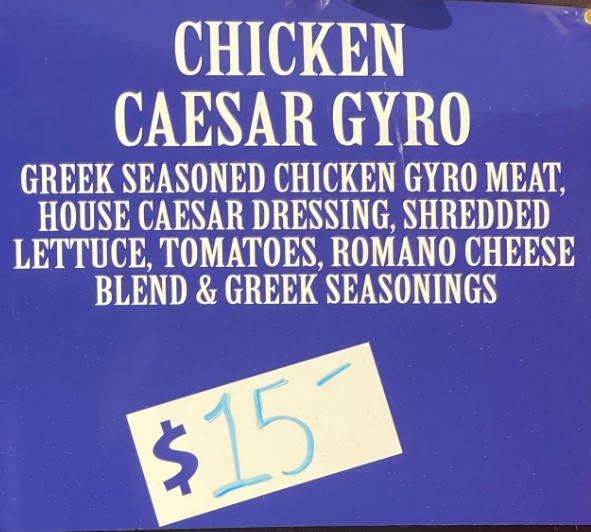 CHICKEN
CAESAR GYRO
GREEK SEASONED CHICKEN GYRO MEAT,
HOUSE CAESAR DRESSING, SHREDDED
LETTUCE, TOMATOES, ROMANO CHEESE
BLEND & GREEK SEASONINGS
$15-